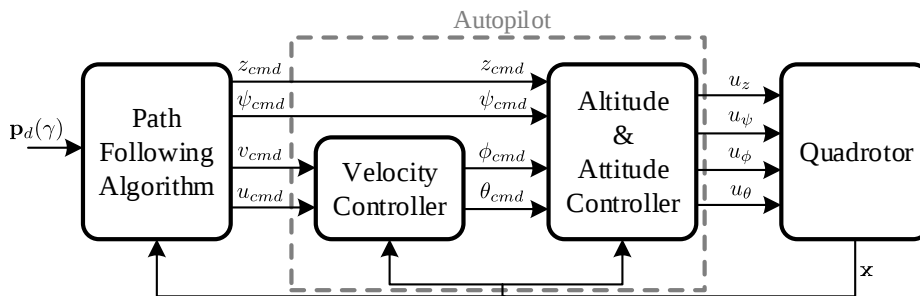 Autopilot
𝐩_d(γ)
Path
Following
Algorithm
z_cmd
ψ_cmd
v_cmd
u_cmd
Velocity
Controller
z_cmd
ψ_cmd
ϕ_cmd
θ_cmd
Altitude
&
Attitude
Controller
u_z
u_ψ
u_ϕ
u_θ
Quadrotor
𝐱